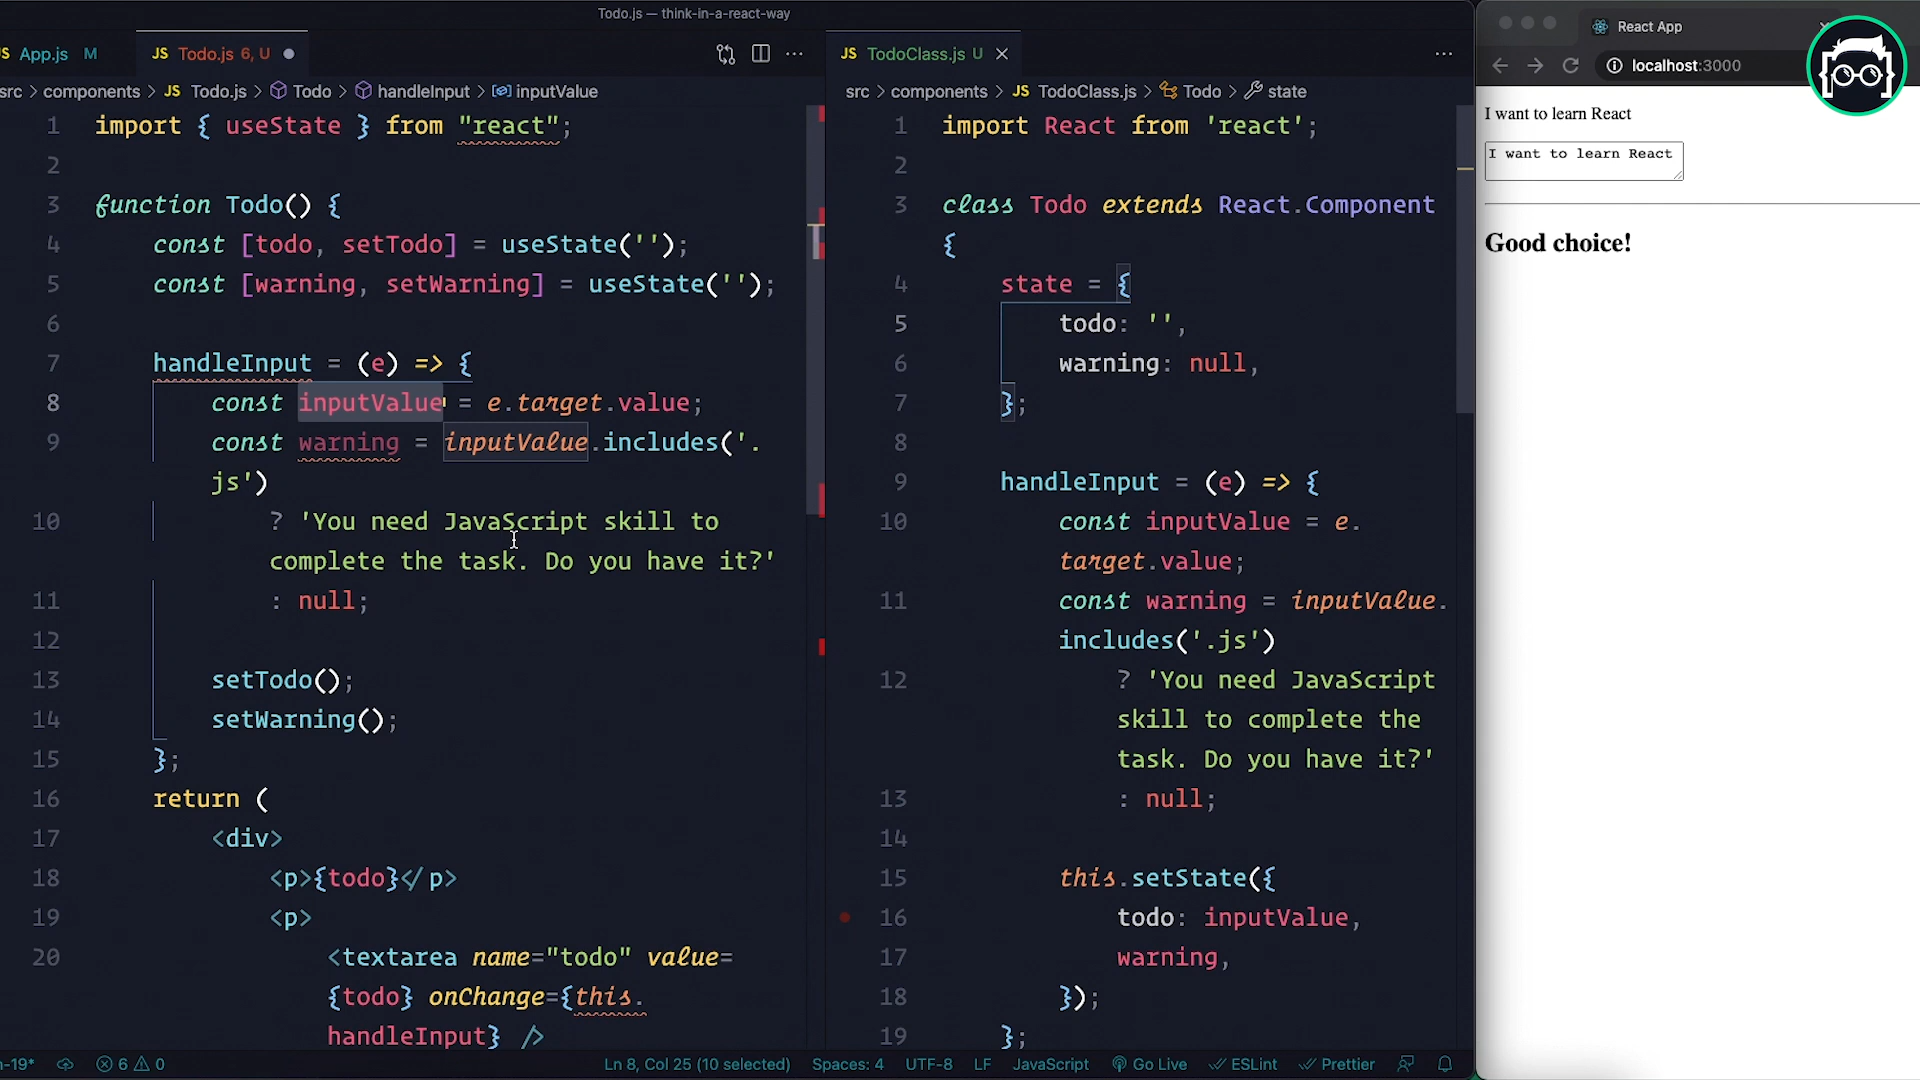 Todo.js — think-in-a-react-way
App.js M
JS Todo.js 6, U
src > components > JS Todo.js > Todo > handleInput > inputValue
1 import { useState } from "react";
2
3 function Todo() {
4 const [todo, setTodo] = useState('');
5 const [warning, setWarning] = useState('');
6
7 handleInput = (e) => {
8 const inputValue = e.target.value;
9 const warning = inputValue.includes('.
js')
10 ? 'You need JavaScript skill to
complete the task. Do you have it?'
11 : null;
12
13 setTodo();
14 setWarning();
15 };
16 return (
17 <div>
18 <p>{todo}</p>
19 <p>
20 <textarea name="todo" value=
{todo} onChange={this.
handleInput} />
JS TodoClass.js U
src > components > JS TodoClass.js > Todo > state
1 import React from 'react';
2
3 class Todo extends React.Component
{
4 state = {
5 todo: '',
6 warning: null,
7 };
8
9 handleInput = (e) => {
10 const inputValue = e.
target.value;
11 const warning = inputValue.
includes('.js')
12 ? 'You need JavaScript
skill to complete the
task. Do you have it?'
13 : null;
14
15 this.setState({
16 todo: inputValue,
17 warning,
18 });
19 };
-19* 6 0 Ln 8, Col 25 (10 selected) Spaces: 4 UTF-8 LF JavaScript Go Live ESLint Prettier
React App
localhost:3000
I want to learn React
I want to learn React
Good choice!